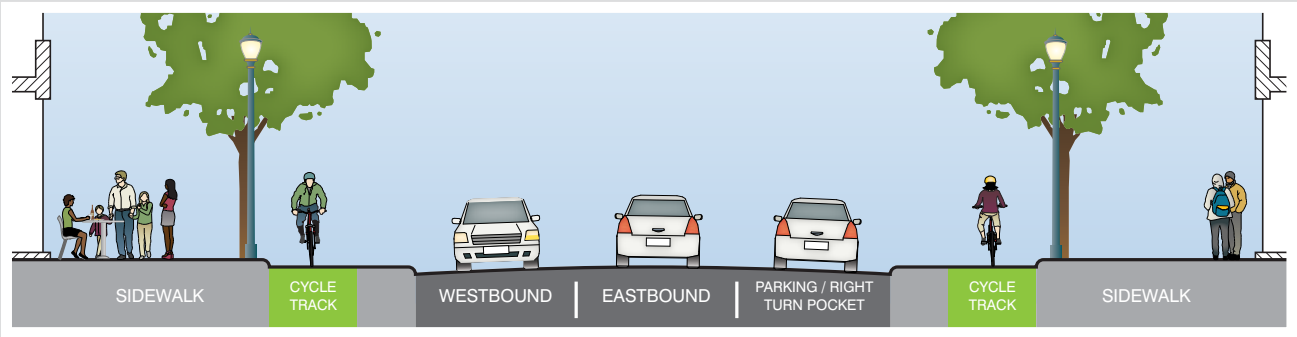 SIDEWALK
CYCLE
TRACK
WESTBOUND
EASTBOUND
PARKING / RIGHT
TURN POCKET
CYCLE
TRACK
SIDEWALK